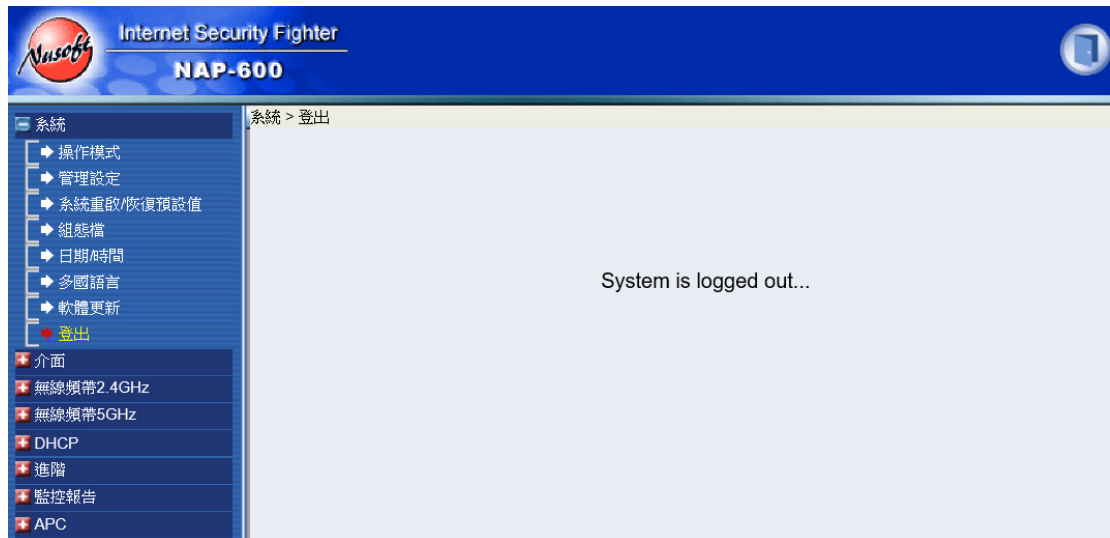 Nusoft
Internet Security Fighter
NAP-600
系統
操作模式
管理設定
系統重啟/恢復預設值
組態檔
日期/時間
多國語言
軟體更新
登出
介面
無線頻帶2.4GHz
無線頻帶5GHz
DHCP
進階
監控報告
APC
系統 > 登出
System is logged out...